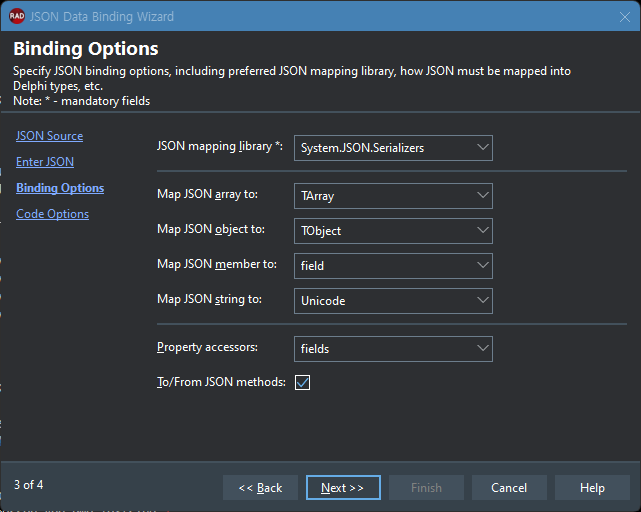 RAD JSON Data Binding Wizard
Binding Options
Specify JSON binding options, including preferred JSON mapping library, how JSON must be mapped into
Delphi types, etc.
Note: * - mandatory fields
JSON Source
Enter JSON
Binding Options
Code Options
JSON mapping library *: System.JSON.Serializers
Map JSON array to: TArray
Map JSON object to: TObject
Map JSON member to: field
Map JSON string to: Unicode
Property accessors: fields
To/From JSON methods:
3 of 4 << Back Next >> Finish Cancel Help